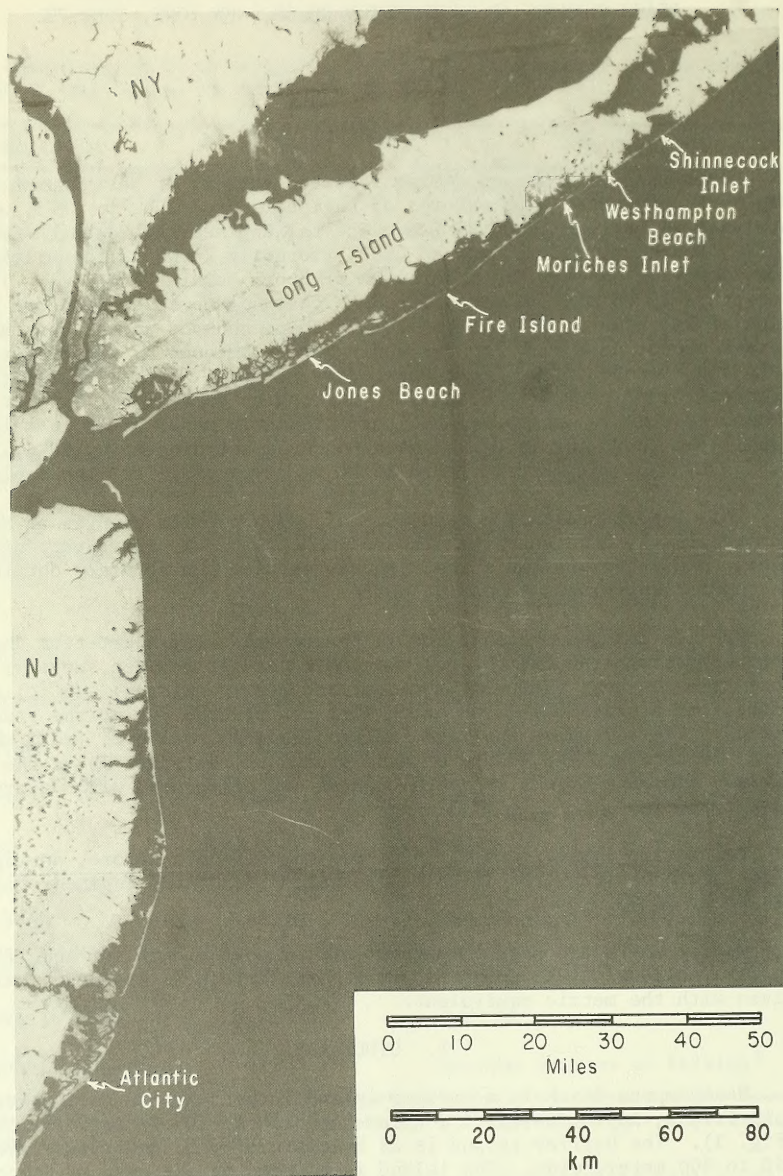 NY
Shinnecock
Inlet
Westhampton
Beach
Moriches Inlet
Long Island
Fire Island
Jones Beach
NJ
Atlantic
City
0 10 20 30 40 50
Miles
0 20 40 60 80
km